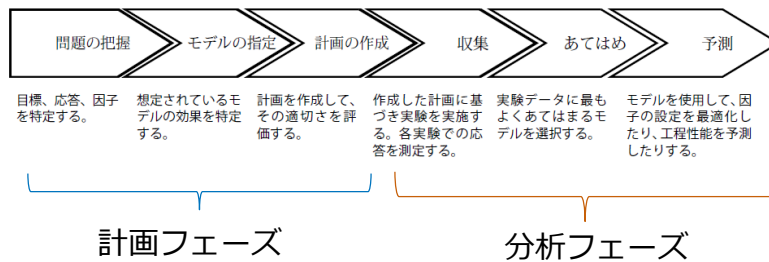 問題の把握
モデルの指定
計画の作成
収集
あてはめ
予測
目標、応答、因子
を特定する。
想定されているモ
デルの効果を特定
する。
計画を作成して、
その適切さを評
価する。
作成した計画に基
づき実験を実施す
る。各実験での応
答を測定する。
実験データに最も
よくあてはまるモ
デルを選択する。
モデルを使用して、因
子の設定を最適化し
たり、工程性能を予測
したりする。
計画フェーズ
分析フェーズ